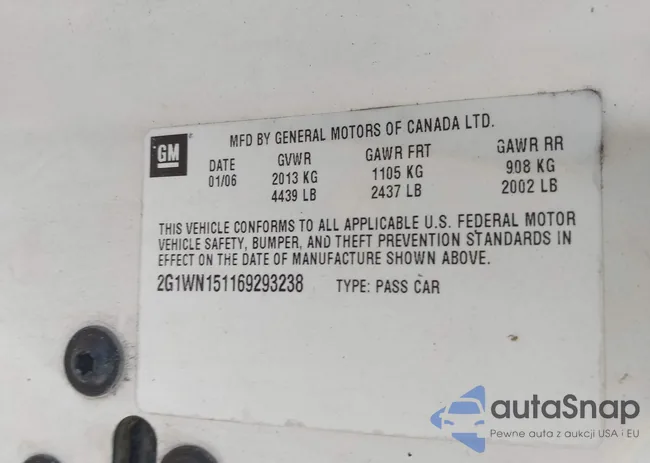 GM
MFD BY GENERAL MOTORS OF CANADA LTD.
DATE GVWR GAWR FRT GAWR RR
01/06 2013 KG 1105 KG 908 KG
4439 LB 2437 LB 2002 LB
THIS VEHICLE CONFORMS TO ALL APPLICABLE U.S. FEDERAL MOTOR
VEHICLE SAFETY, BUMPER, AND THEFT PREVENTION STANDARDS IN
EFFECT ON THE DATE OF MANUFACTURE SHOWN ABOVE.
2G1WN151169293238 TYPE: PASS CAR
autaSnap
Pewne auta z aukcji USA i EU